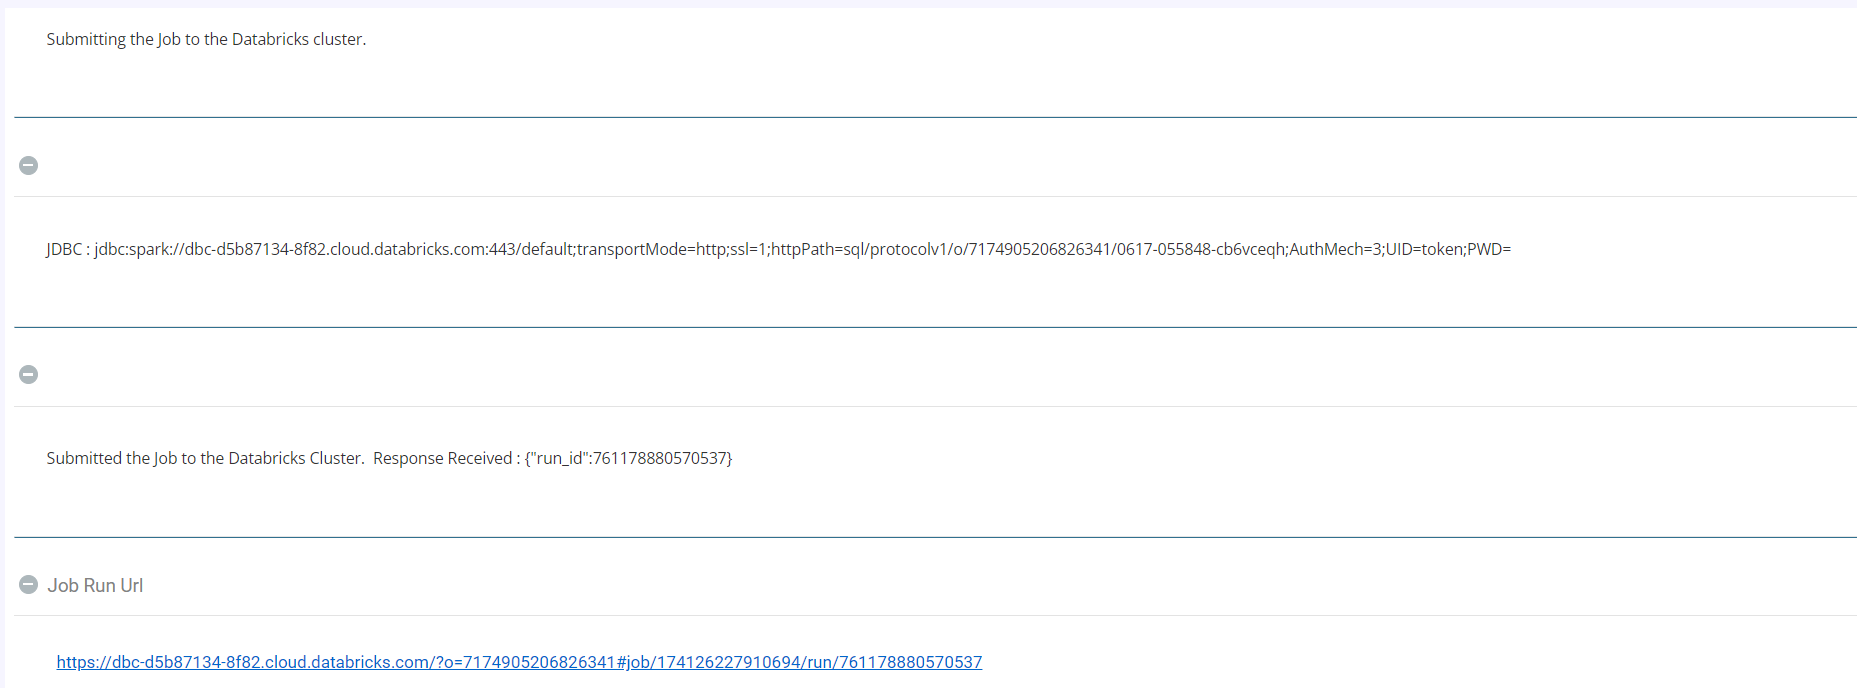 Submitting the Job to the Databricks cluster.
JDBC : jdbc:spark://dbc-d5b87134-8f82.cloud.databricks.com:443/default;transportMode=http;ssl=1;httpPath=sql/protocolv1/o/7174905206826341/0617-055848-cb6vceqh;AuthMech=3;UID=token;PWD=
Submitted the Job to the Databricks Cluster.  Response Received : {"run_id":761178880570537}
Job Run Url
https://dbc-d5b87134-8f82.cloud.databricks.com/?o=7174905206826341#job/174126227910694/run/761178880570537